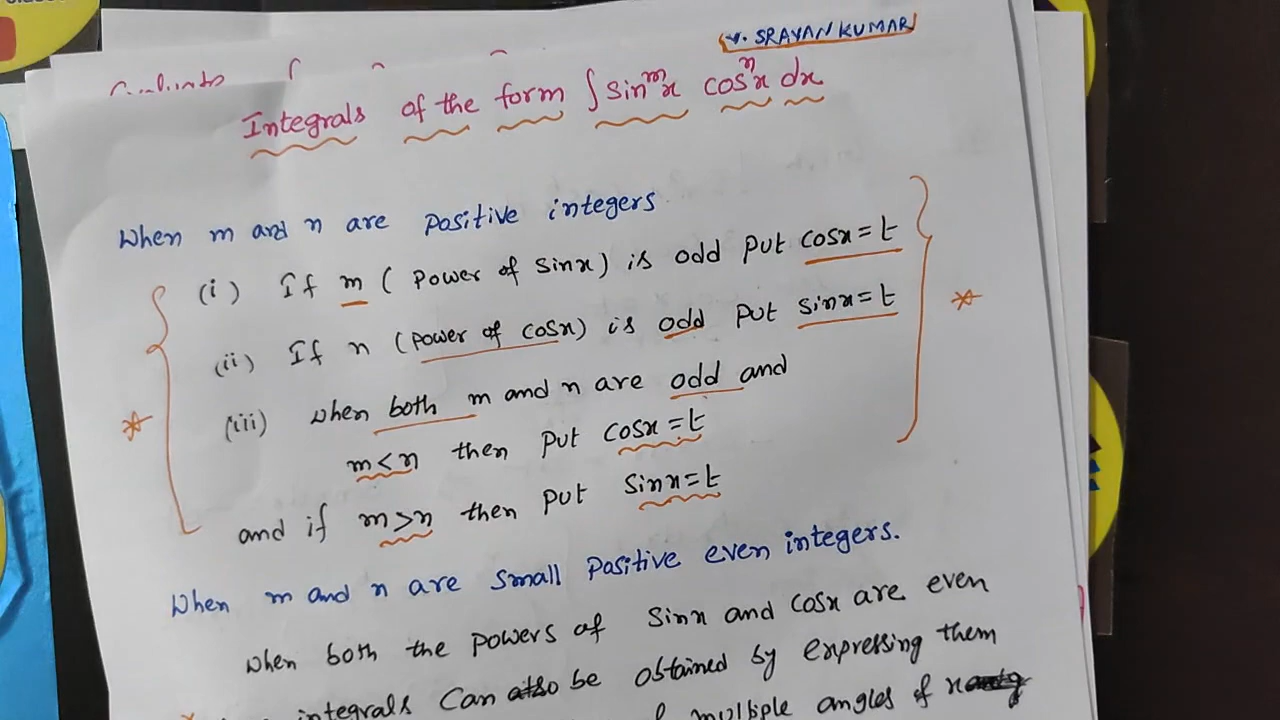 V. SRAVAN KUMAR
Evaluate
Integrals of the form ∫ sin^m x cos^n x dx
When m and n are positive integers
(i) If m ( power of sinx) is odd put cosx = t
(ii) If n (power of cosx) is odd put sinx = t
(iii) when both m and n are odd and
m < n then put cosx = t
and if m > n then put sinx = t
When m and n are small positive even integers.
when both the powers of sinx and cosx are even
integrals can be obtained by expressing them
multiple angles of x